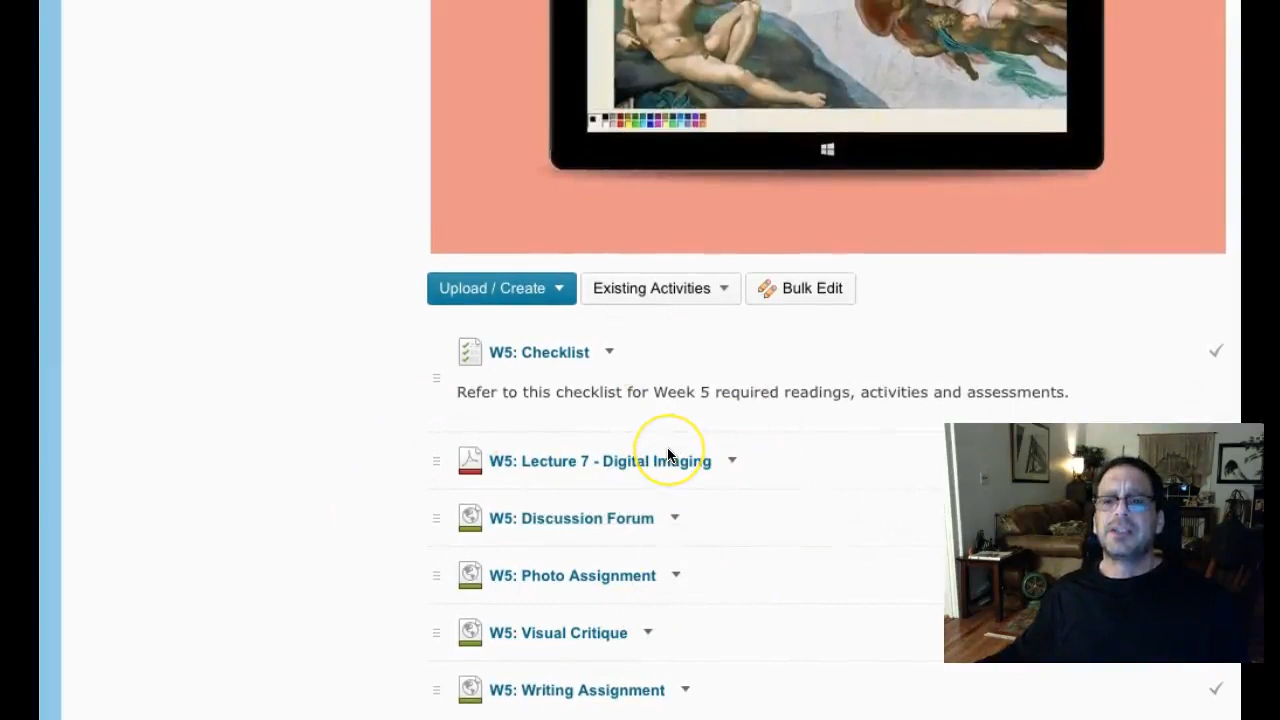 Upload / Create Existing Activities Bulk Edit
W5: Checklist
Refer to this checklist for Week 5 required readings, activities and assessments.
W5: Lecture 7 - Digital Imaging
W5: Discussion Forum
W5: Photo Assignment
W5: Visual Critique
W5: Writing Assignment